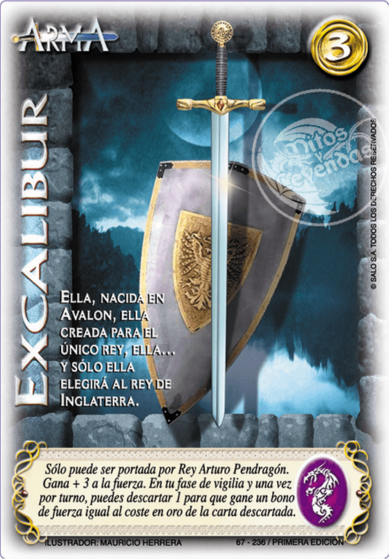 ARMA
3
Mitos
y
Leyendas
EXCALIBUR
© SALO S.A. TODOS LOS DERECHOS RESERVADOS
ELLA, NACIDA EN
AVALON, ELLA
CREADA PARA EL
ÚNICO REY, ELLA...
Y SÓLO ELLA
ELEGIRÁ AL REY DE
INGLATERRA.
Sólo puede ser portada por Rey Arturo Pendragón.
Gana + 3 a la fuerza. En tu fase de vigilia y una vez
por turno, puedes descartar 1 para que gane un bono
de fuerza igual al coste en oro de la carta descartada.
ILUSTRADOR: MAURICIO HERRERA 67 - 236 / PRIMERA EDICIÓN